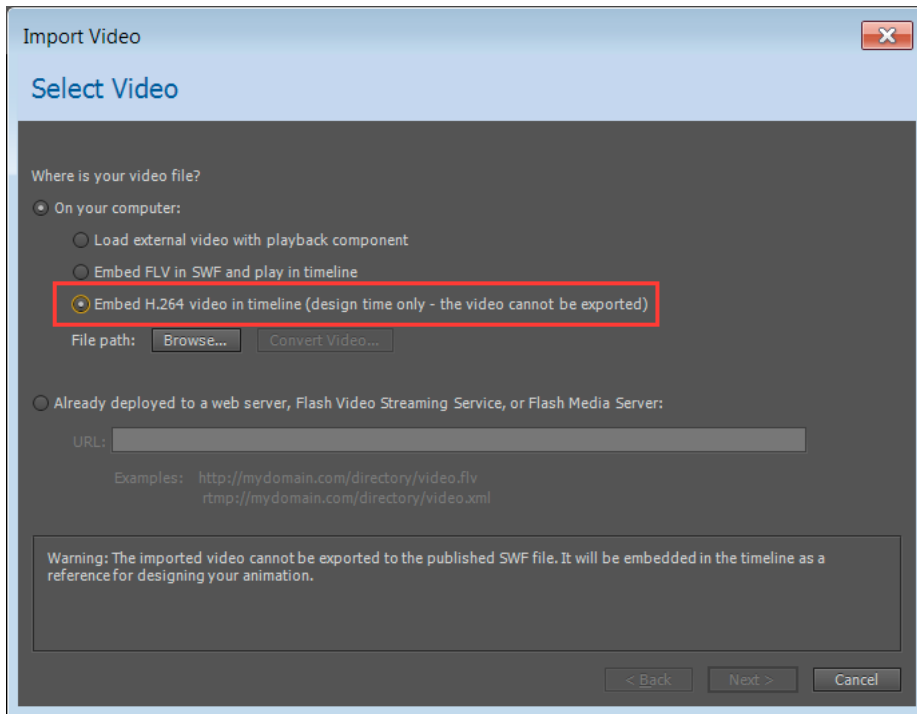 Import Video
Select Video
Where is your video file?
On your computer:
Load external video with playback component
Embed FLV in SWF and play in timeline
Embed H.264 video in timeline (design time only - the video cannot be exported)
File path: Browse... Convert Video...
Already deployed to a web server, Flash Video Streaming Service, or Flash Media Server:
URL:
Examples: http://mydomain.com/directory/video.flv
rtmp://mydomain.com/directory/video.xml
Warning: The imported video cannot be exported to the published SWF file. It will be embedded in the timeline as a
reference for designing your animation.
< Back Next > Cancel